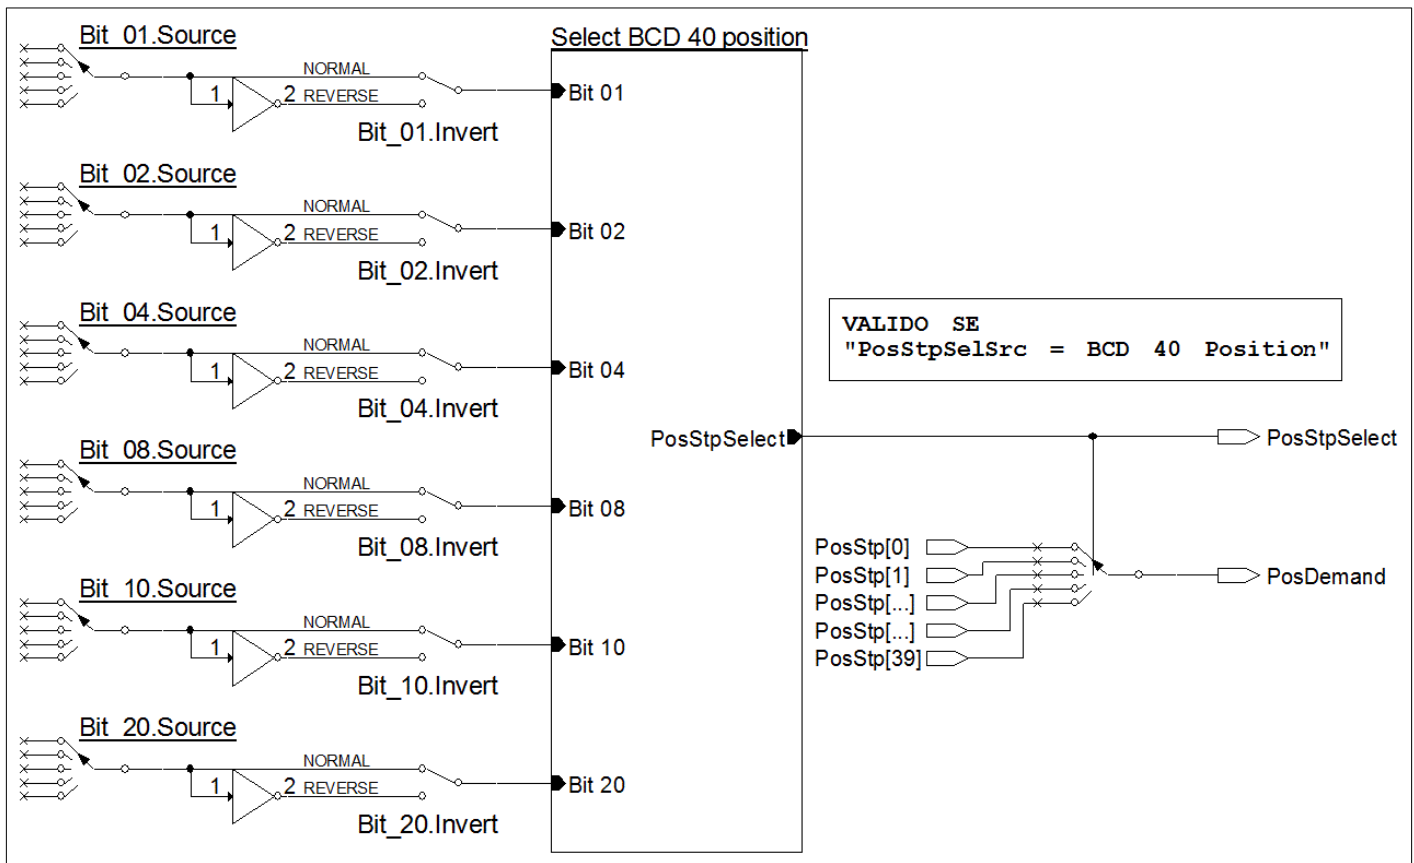 Bit_01.Source
Select BCD 40 position
NORMAL
1
2 REVERSE
Bit 01
Bit_01.Invert
Bit_02.Source
NORMAL
1
2 REVERSE
Bit 02
Bit_02.Invert
Bit_04.Source
NORMAL
1
2 REVERSE
Bit 04
Bit_04.Invert
VALIDO SE
"PosStpSelSrc = BCD 40 Position"
PosStpSelect
PosStpSelect
Bit_08.Source
NORMAL
1
2 REVERSE
Bit 08
Bit_08.Invert
PosStp[0]
PosStp[1]
PosStp[...]
PosStp[...]
PosStp[39]
PosDemand
Bit_10.Source
NORMAL
1
2 REVERSE
Bit 10
Bit_10.Invert
Bit_20.Source
NORMAL
1
2 REVERSE
Bit 20
Bit_20.Invert